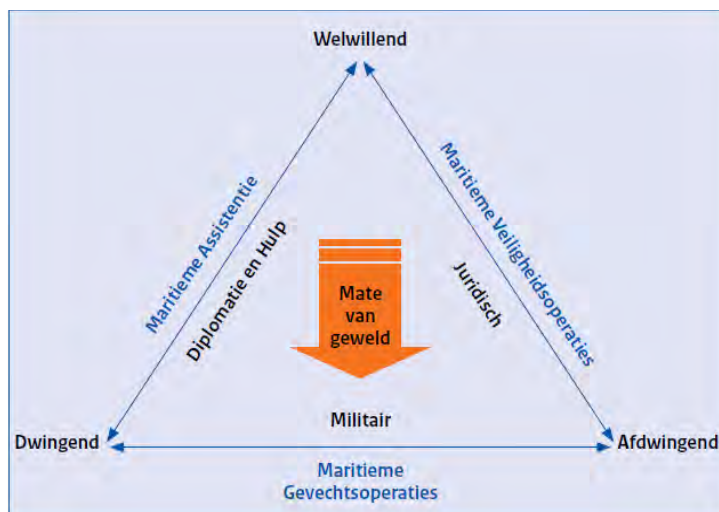 Welwillend
Maritieme Assistentie
Diplomatie en Hulp
Maritieme Veiligheidsoperaties
Juridisch
Mate
van
geweld
Militair
Dwingend
Afdwingend
Maritieme
Gevechtsoperaties